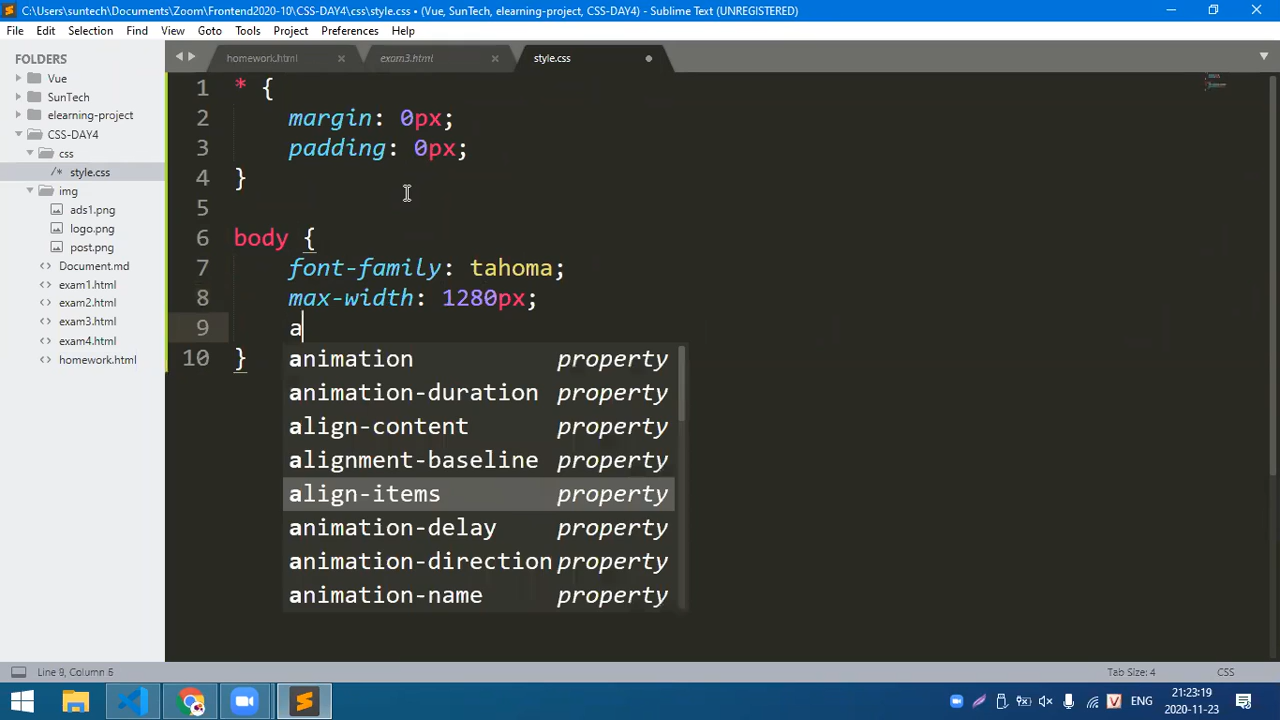 C:\Users\suntech\Documents\Zoom\Frontend2020-10\CSS-DAY4\css\style.css • (Vue, SunTech, elearning-project, CSS-DAY4) - Sublime Text (UNREGISTERED)
File Edit Selection Find View Goto Tools Project Preferences Help
FOLDERS
Vue
SunTech
elearning-project
CSS-DAY4
css
/* style.css
img
ads1.png
logo.png
post.png
<> Document.md
<> exam1.html
<> exam2.html
<> exam3.html
<> exam4.html
<> homework.html
homework.html × exam3.html × style.css •
1 * {
2 margin: 0px;
3 padding: 0px;
4 }
5
6 body {
7 font-family: tahoma;
8 max-width: 1280px;
9 a
10 }
animation property
animation-duration property
align-content property
alignment-baseline property
align-items property
animation-delay property
animation-direction property
animation-name property
Line 9, Column 6 Tab Size: 4 CSS
V ENG
21:23:19
2020-11-23